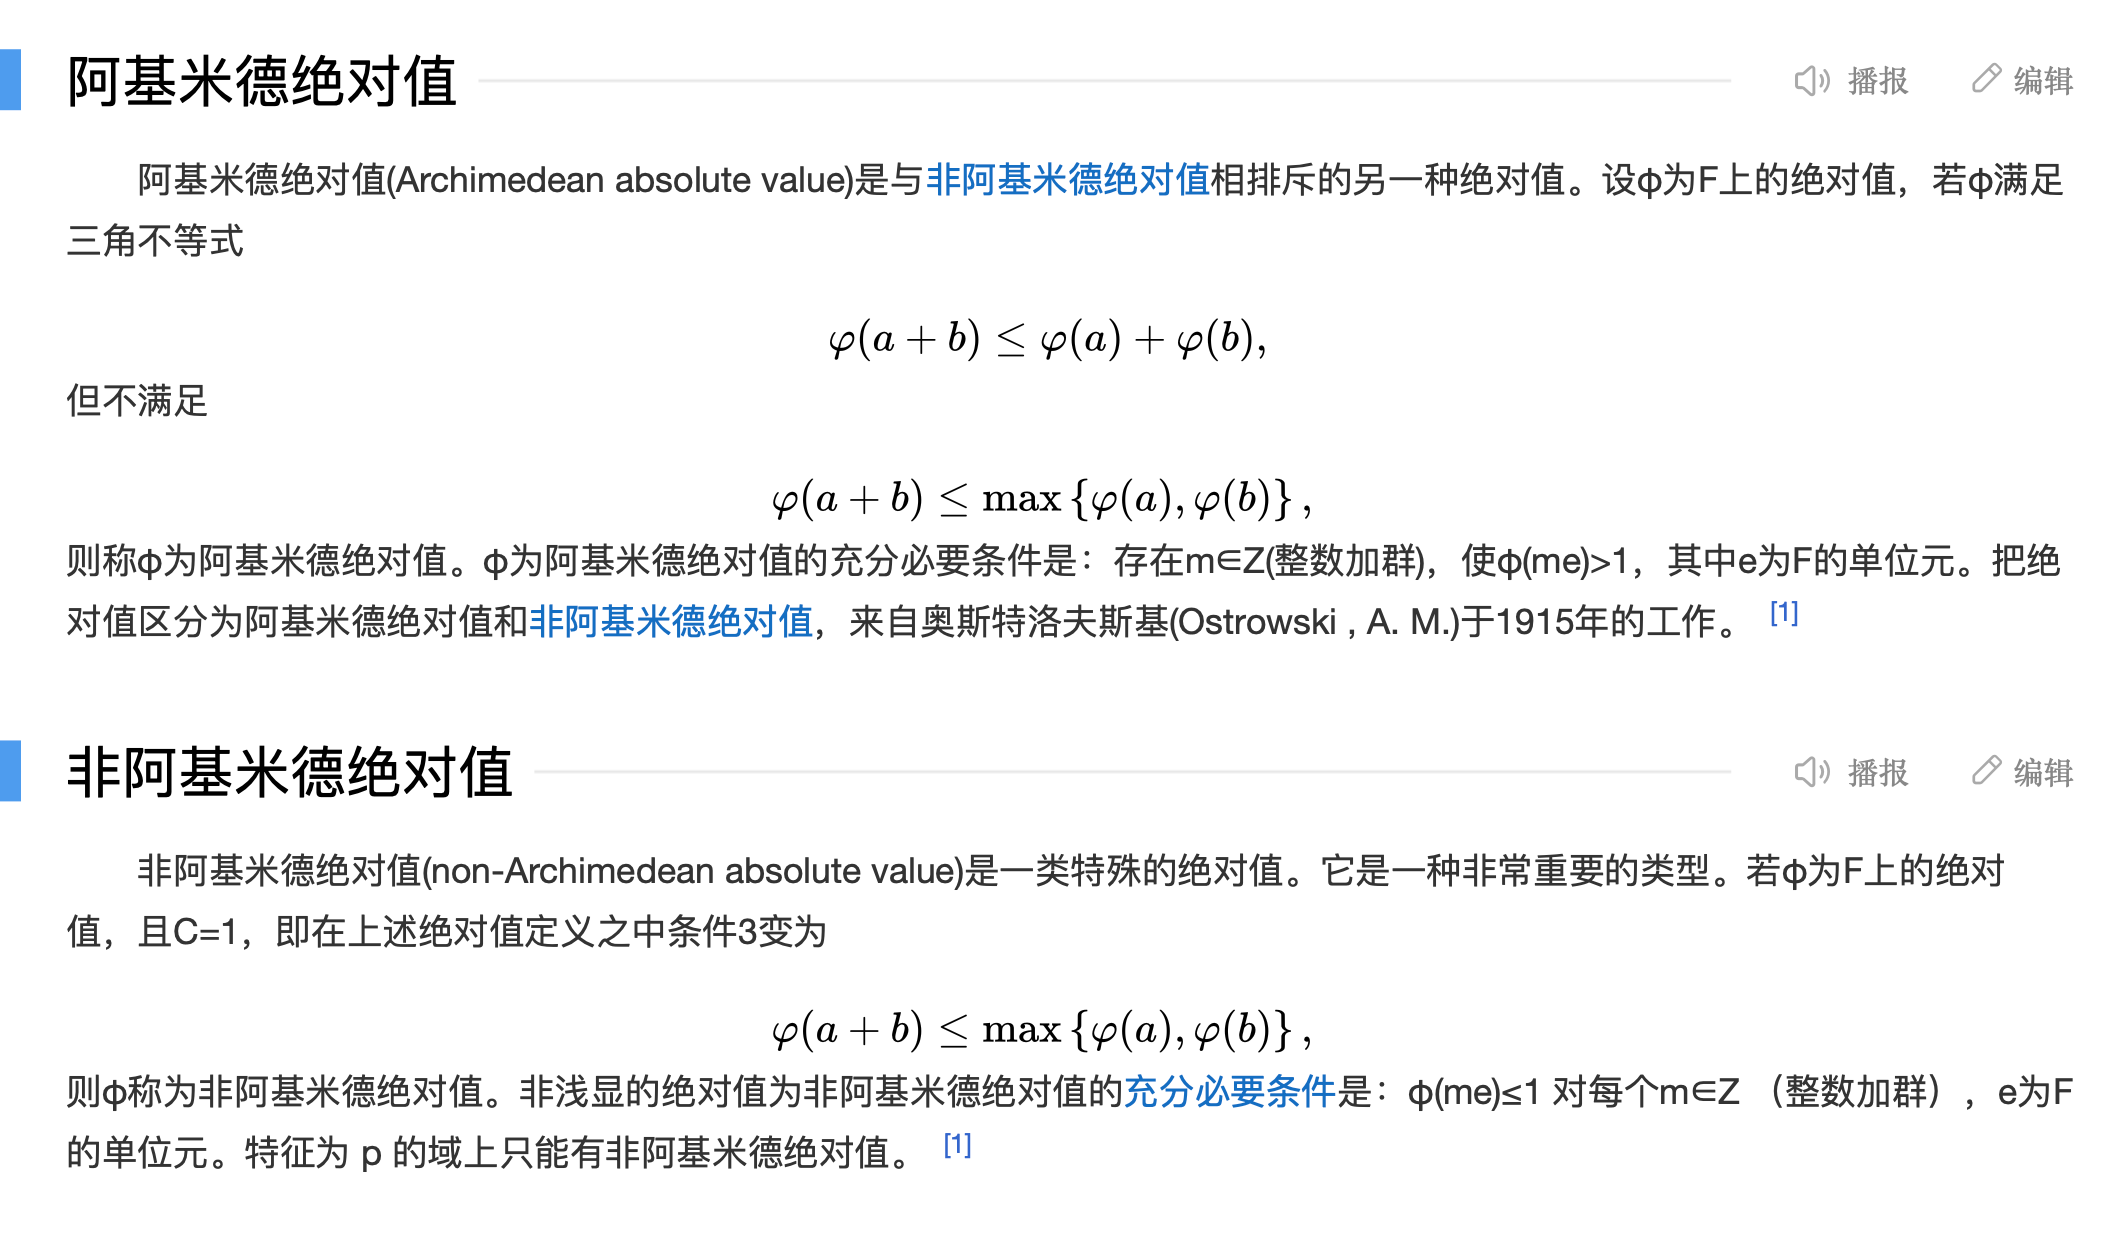 阿基米德绝对值 播报 编辑
阿基米德绝对值(Archimedean absolute value)是与非阿基米德绝对值相排斥的另一种绝对值。设φ为F上的绝对值，若φ满足
三角不等式
φ(a + b) ≤ φ(a) + φ(b),
但不满足
φ(a + b) ≤ max {φ(a), φ(b)} ,
则称φ为阿基米德绝对值。φ为阿基米德绝对值的充分必要条件是：存在m∈Z(整数加群)，使φ(me)>1，其中e为F的单位元。把绝
对值区分为阿基米德绝对值和非阿基米德绝对值，来自奥斯特洛夫斯基(Ostrowski , A. M.)于1915年的工作。 [1]
非阿基米德绝对值 播报 编辑
非阿基米德绝对值(non-Archimedean absolute value)是一类特殊的绝对值。它是一种非常重要的类型。若φ为F上的绝对
值，且C=1，即在上述绝对值定义之中条件3变为
φ(a + b) ≤ max {φ(a), φ(b)} ,
则φ称为非阿基米德绝对值。非浅显的绝对值为非阿基米德绝对值的充分必要条件是：φ(me)≤1 对每个m∈Z （整数加群），e为F
的单位元。特征为 p 的域上只能有非阿基米德绝对值。 [1]